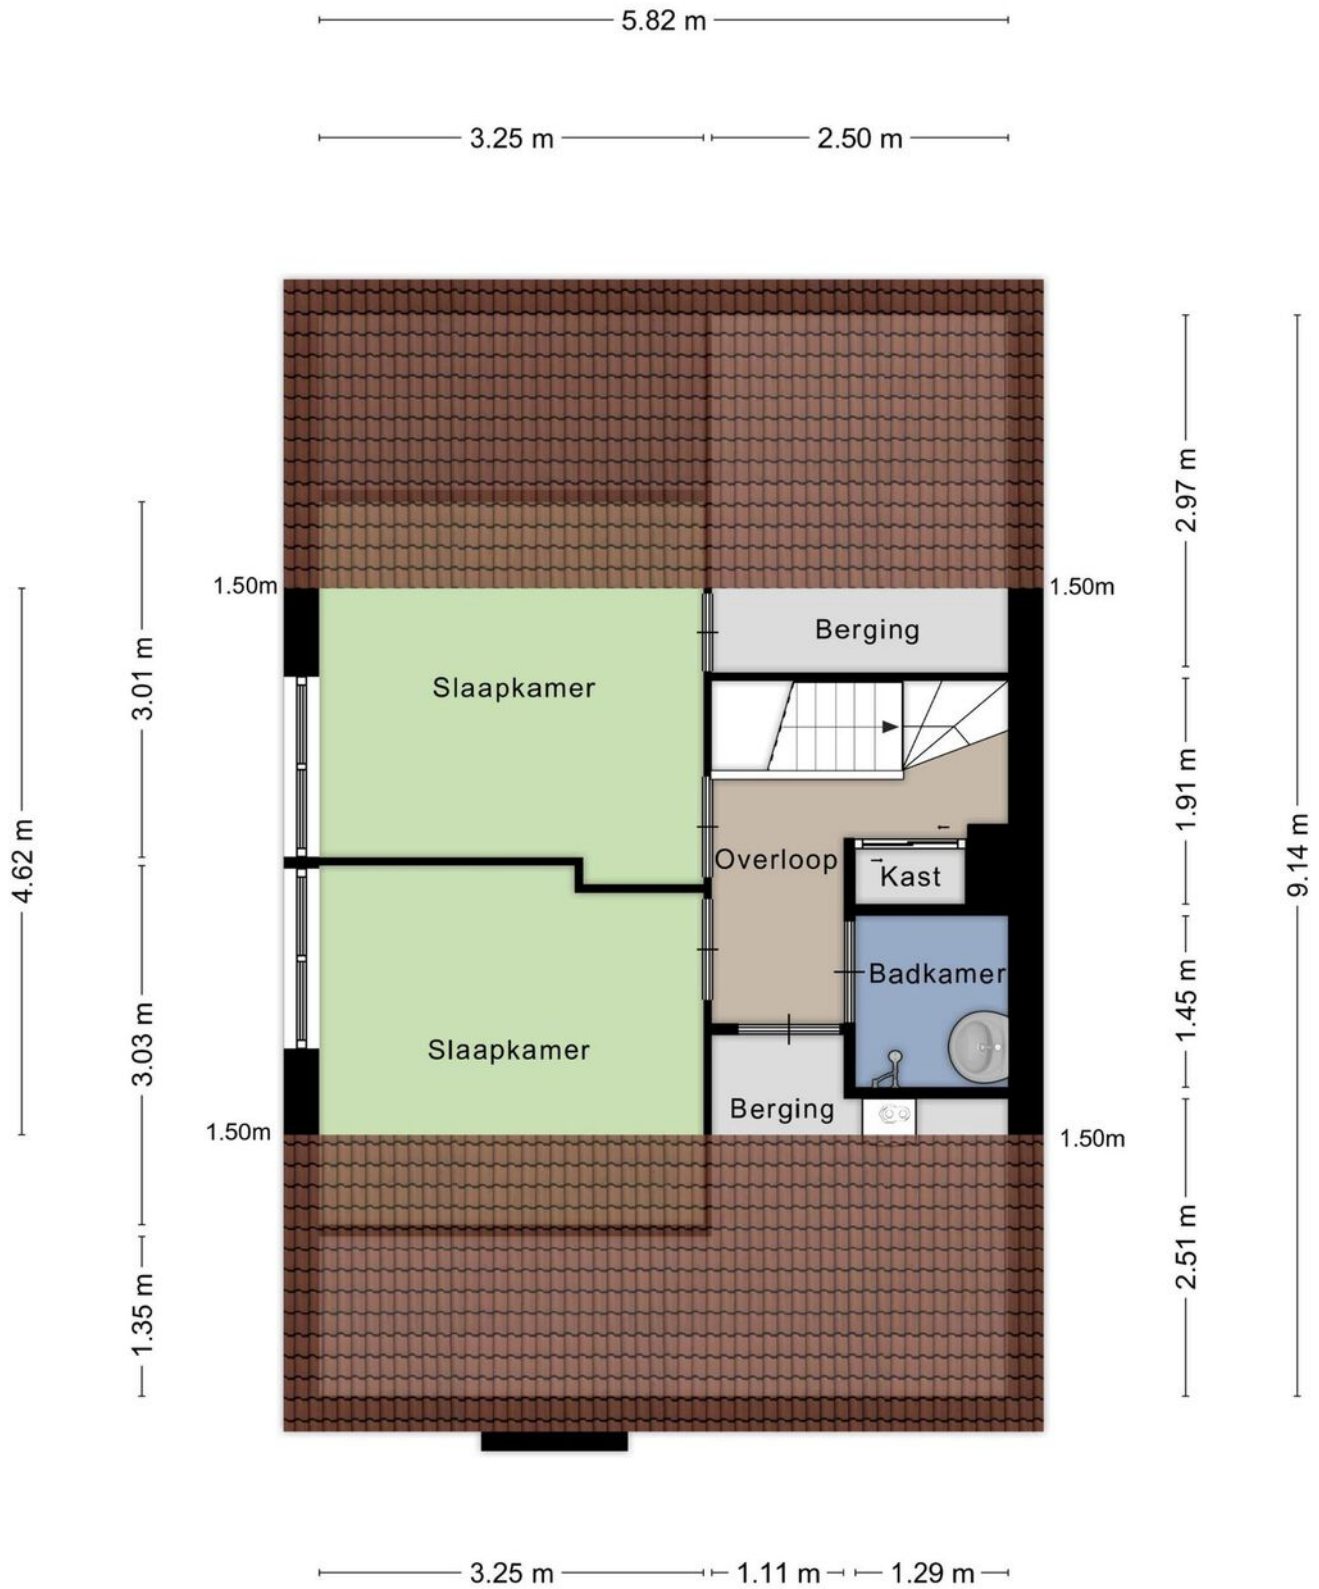 5.82 m
3.25 m
2.50 m
2.97 m
1.50m
1.50m
Berging
3.01 m
Slaapkamer
1.91 m
4.62 m
9.14 m
Overloop
Kast
Badkamer
1.45 m
3.03 m
Slaapkamer
Berging
1.50m
1.50m
2.51 m
1.35 m
3.25 m
1.11 m
1.29 m